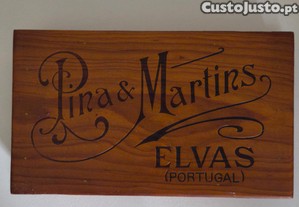 CustoJusto.pt
Pina & Martins
ELVAS
(PORTUGAL)